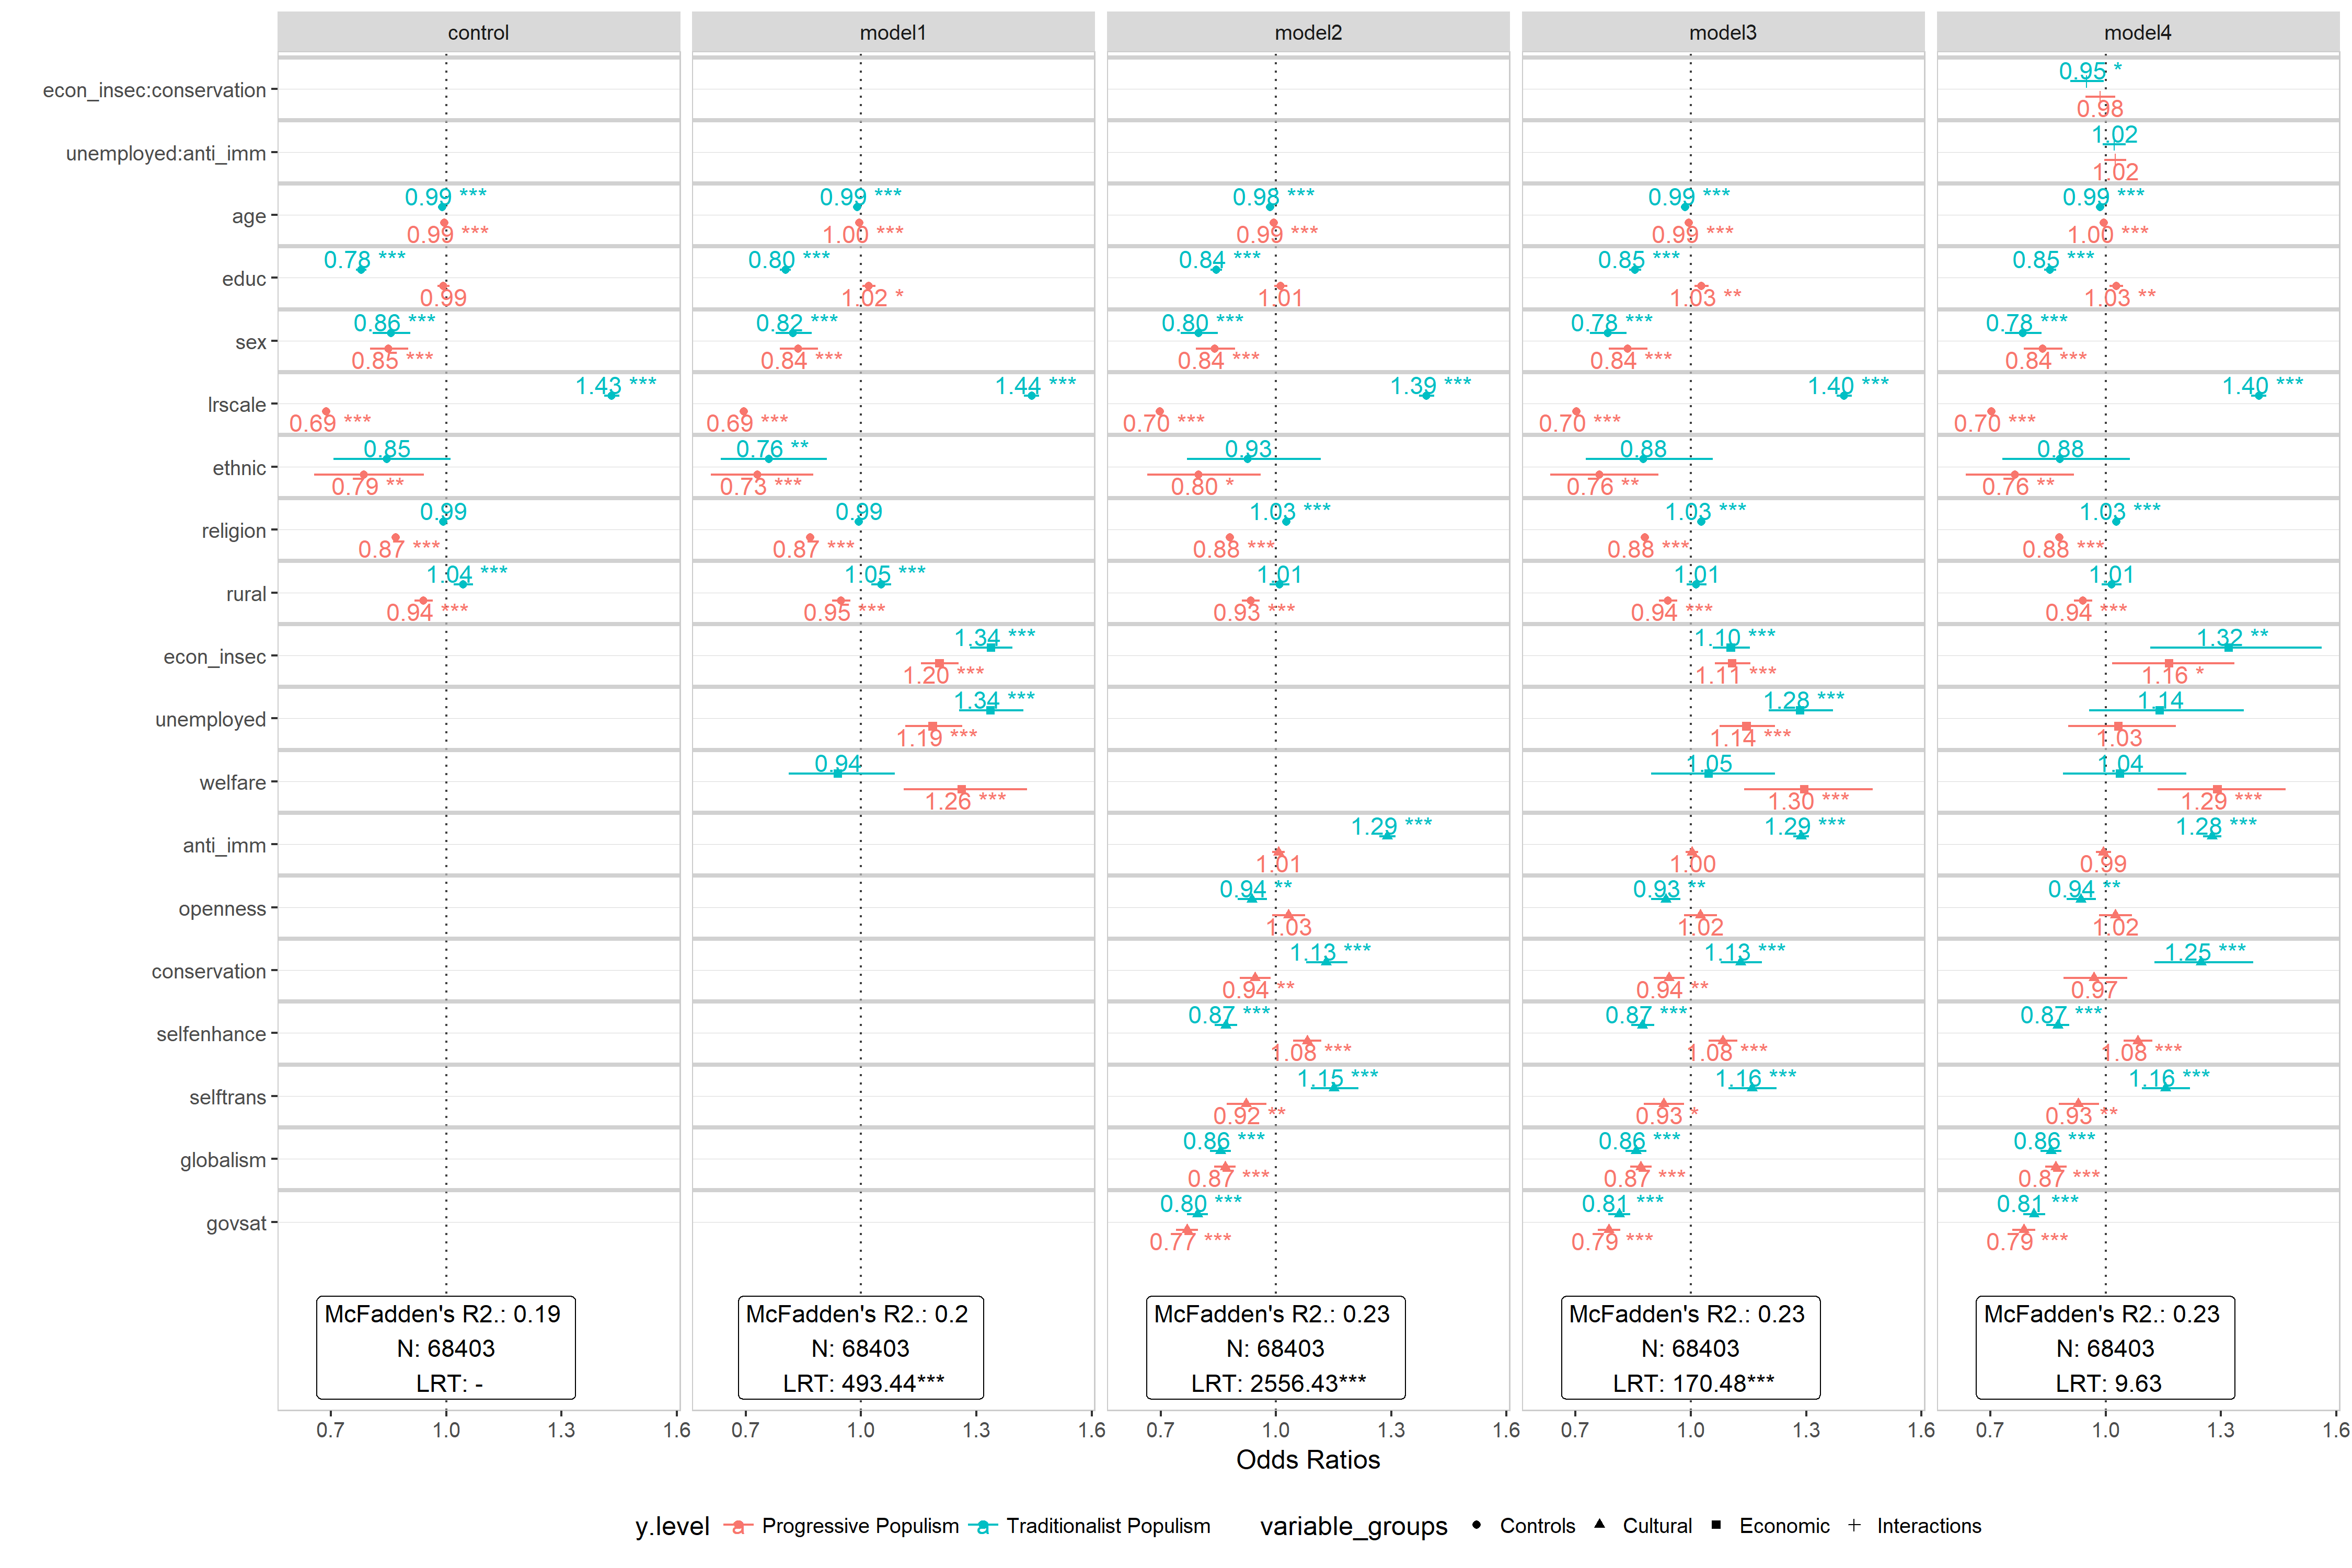 control model1 model2 model3 model4
econ_insec:conservation 0.95 *
0.98
unemployed:anti_imm 1.02
1.02
age 0.99 *** 0.99 *** 0.98 *** 0.99 *** 0.99 ***
0.99 *** 1.00 *** 0.99 *** 0.99 *** 1.00 ***
educ 0.78 *** 0.80 *** 0.84 *** 0.85 *** 0.85 ***
0.99 1.02 * 1.01 1.03 ** 1.03 **
sex 0.86 *** 0.82 *** 0.80 *** 0.78 *** 0.78 ***
0.85 *** 0.84 *** 0.84 *** 0.84 *** 0.84 ***
lrscale 1.43 *** 1.44 *** 1.39 *** 1.40 *** 1.40 ***
0.69 *** 0.69 *** 0.70 *** 0.70 *** 0.70 ***
ethnic 0.85 0.76 ** 0.93 0.88 0.88
0.79 ** 0.73 *** 0.80 * 0.76 ** 0.76 **
religion 0.99 0.99 1.03 *** 1.03 *** 1.03 ***
0.87 *** 0.87 *** 0.88 *** 0.88 *** 0.88 ***
rural 1.04 *** 1.05 *** 1.01 1.01 1.01
0.94 *** 0.95 *** 0.93 *** 0.94 *** 0.94 ***
econ_insec 1.34 *** 1.10 *** 1.32 **
1.20 *** 1.11 *** 1.16 *
unemployed 1.34 *** 1.28 *** 1.14
1.19 *** 1.14 *** 1.03
welfare 0.94 1.05 1.04
1.26 *** 1.30 *** 1.29 ***
anti_imm 1.29 *** 1.29 *** 1.28 ***
1.01 1.00 0.99
openness 0.94 ** 0.93 ** 0.94 **
1.03 1.02 1.02
conservation 1.13 *** 1.13 *** 1.25 ***
0.94 ** 0.94 ** 0.97
selfenhance 0.87 *** 0.87 *** 0.87 ***
1.08 *** 1.08 *** 1.08 ***
selftrans 1.15 *** 1.16 *** 1.16 ***
0.92 ** 0.93 * 0.93 **
globalism 0.86 *** 0.86 *** 0.86 ***
0.87 *** 0.87 *** 0.87 ***
govsat 0.80 *** 0.81 *** 0.81 ***
0.77 *** 0.79 *** 0.79 ***
McFadden's R2.: 0.19 McFadden's R2.: 0.2 McFadden's R2.: 0.23 McFadden's R2.: 0.23 McFadden's R2.: 0.23
N: 68403 N: 68403 N: 68403 N: 68403 N: 68403
LRT: - LRT: 493.44*** LRT: 2556.43*** LRT: 170.48*** LRT: 9.63
0.7 1.0 1.3 1.6 0.7 1.0 1.3 1.6 0.7 1.0 1.3 1.6 0.7 1.0 1.3 1.6 0.7 1.0 1.3 1.6
Odds Ratios
y.level a Progressive Populism a Traditionalist Populism variable_groups Controls Cultural Economic Interactions